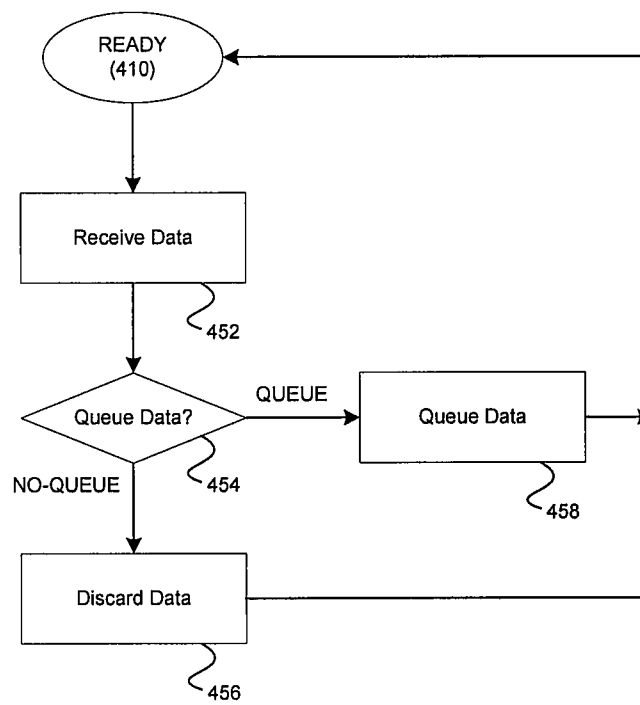 READY
(410)
Receive Data
452
Queue Data?
454
QUEUE
Queue Data
458
NO-QUEUE
Discard Data
456